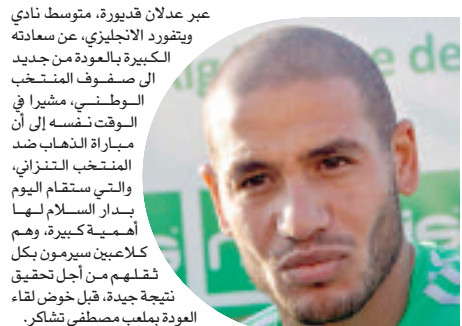 عبر عدلان قديورة، متوسط نادي
ويتفورد الانجليزي، عن سعادته
الكبيرة بالعودة من جديد
الى صفوف المنتخب
الوطني، مشيرا في
الوقت نفسه إلى أن
مباراة الذهاب ضد
المنتخب التنزاني،
والتي ستقام اليوم
بدار السلام لها
أهمية كبيرة، وهم
كلاعبين سيرمون بكل
ثقلهم من أجل تحقيق
نتيجة جيدة، قبل خوض لقاء
العودة بملعب مصطفى تشاكر.
e de